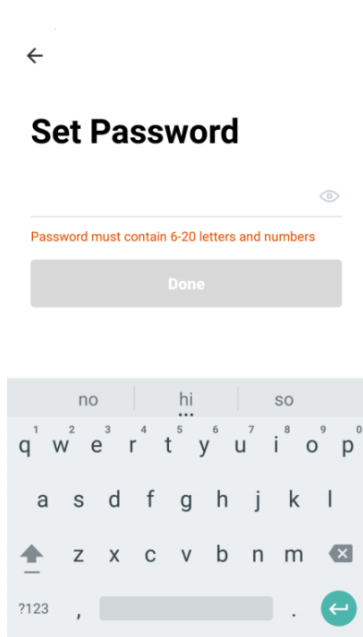 Set Password
Password must contain 6-20 letters and numbers
Done
no hi so
1 2 3 4 5 6 7 8 9 0
q w e r t y u i o p
a s d f g h j k l
z x c v b n m
?123 , .